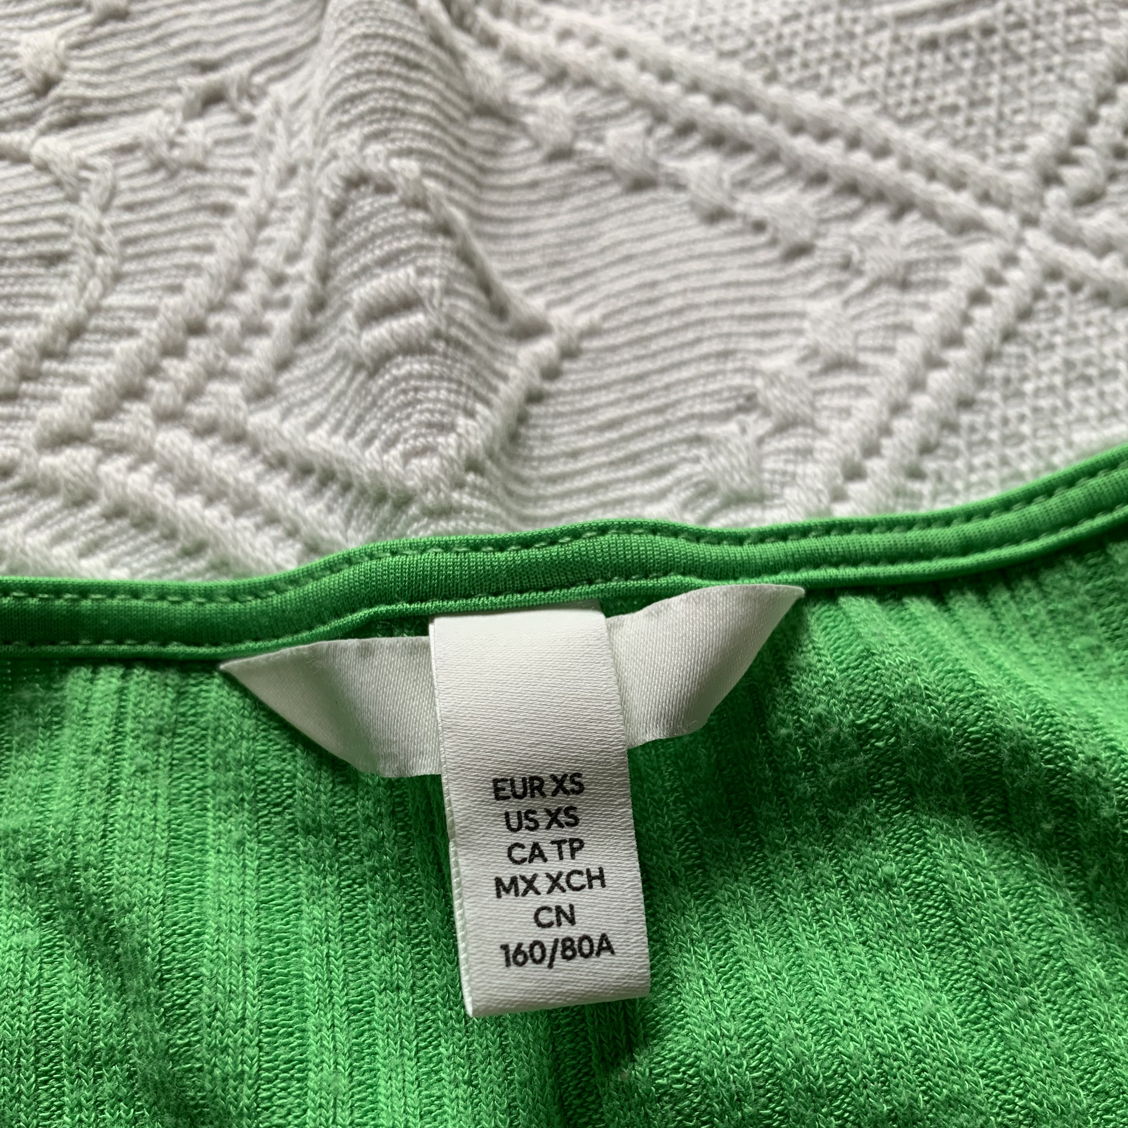 EUR XS
US XS
CA TP
MX XCH
CN
160/80A